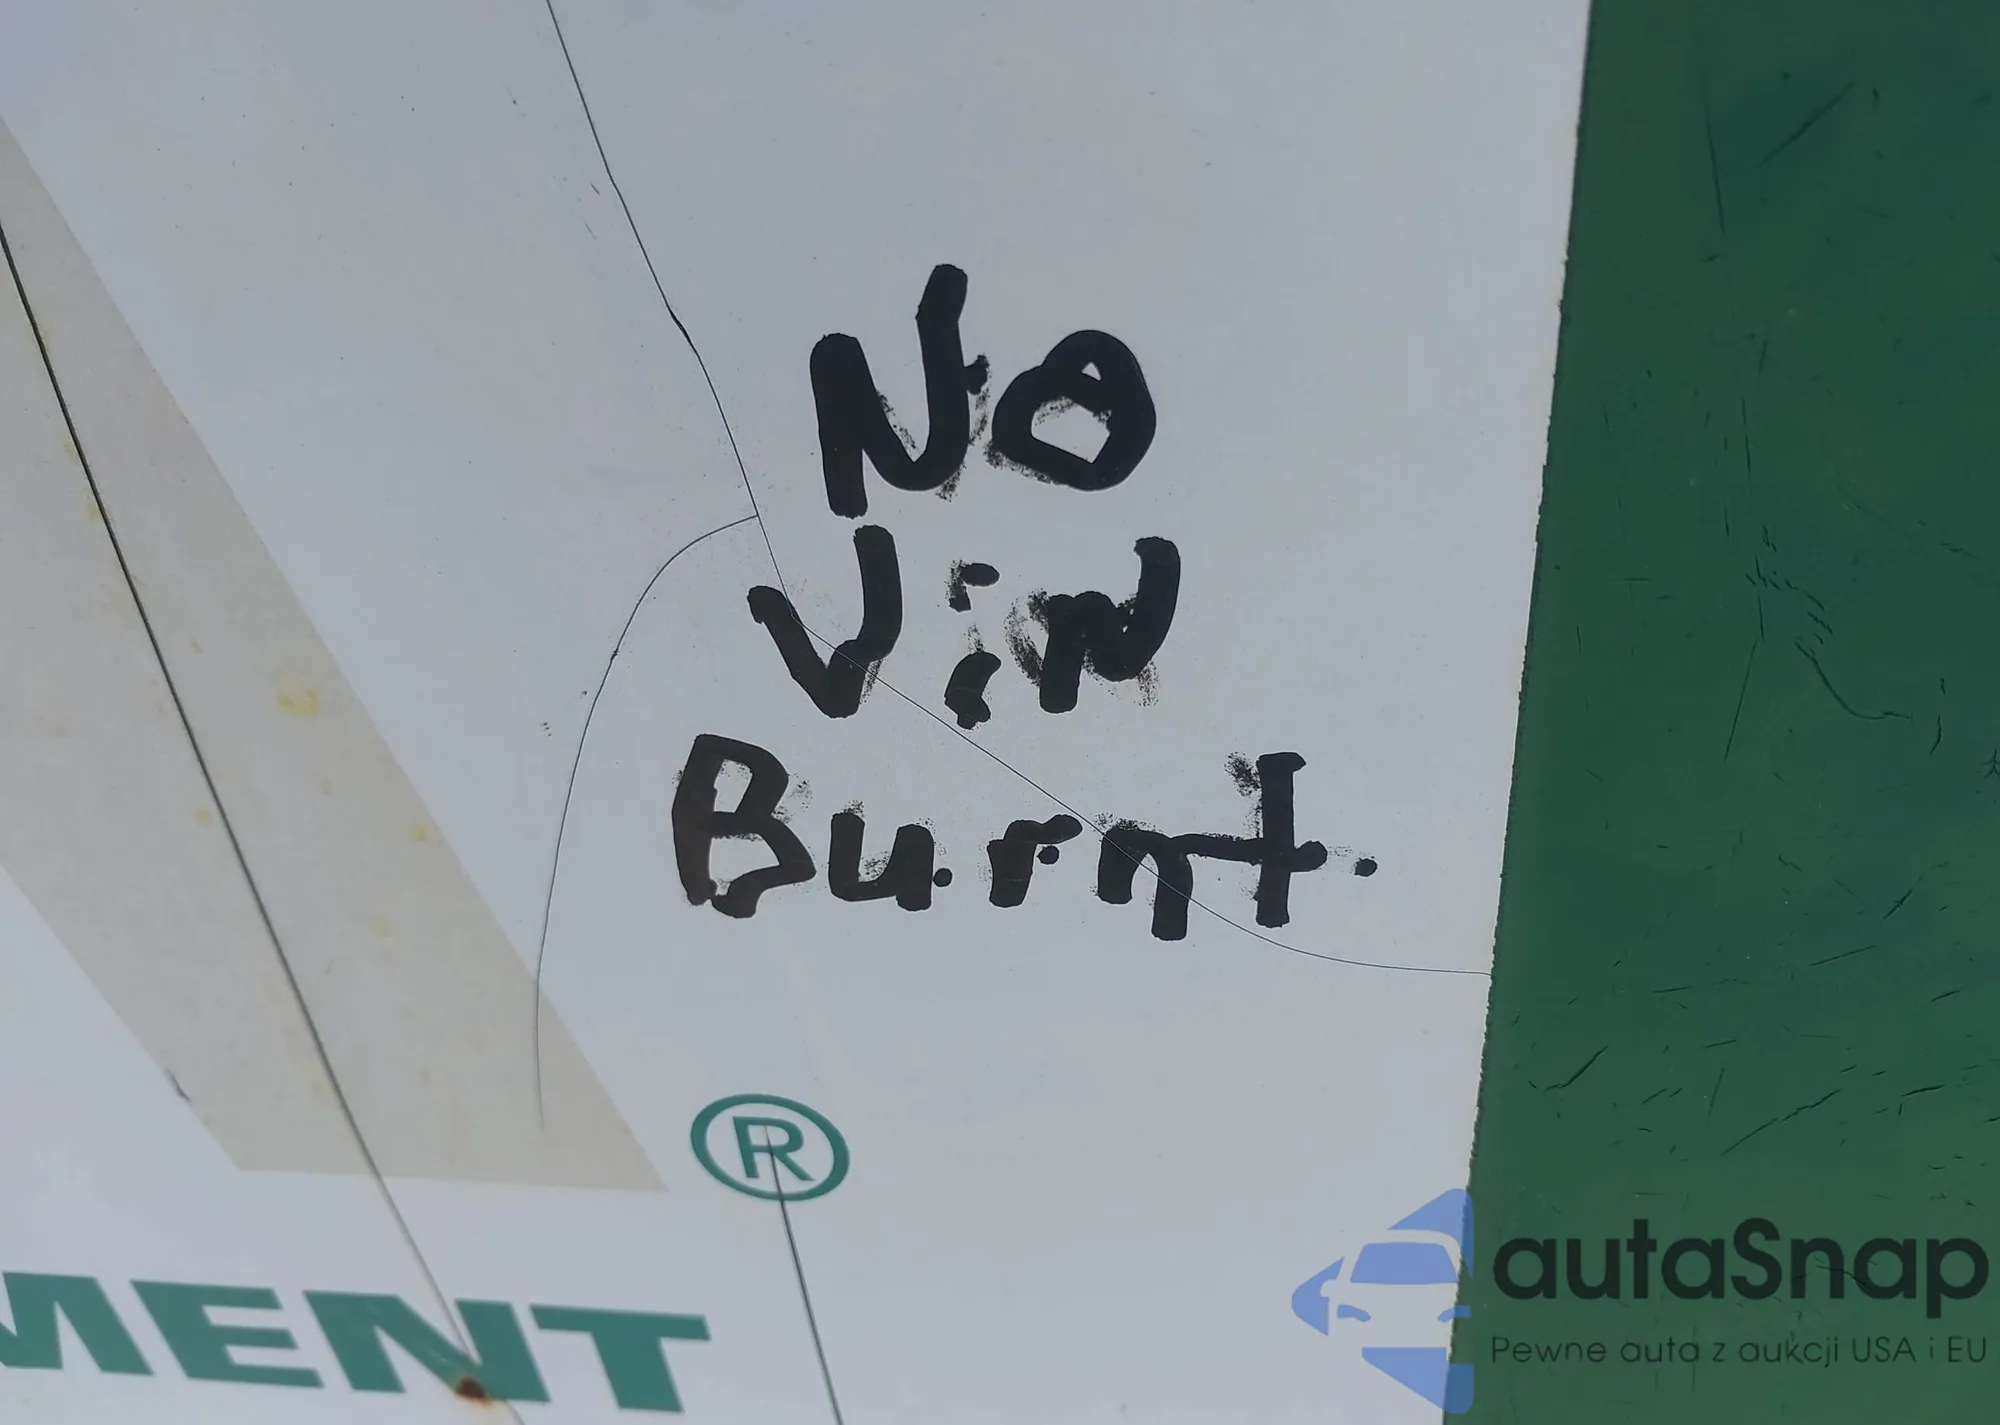 No
Vin
Burnt.
®
MENT
autaSnap
Pewne auta z aukcji USA i EU